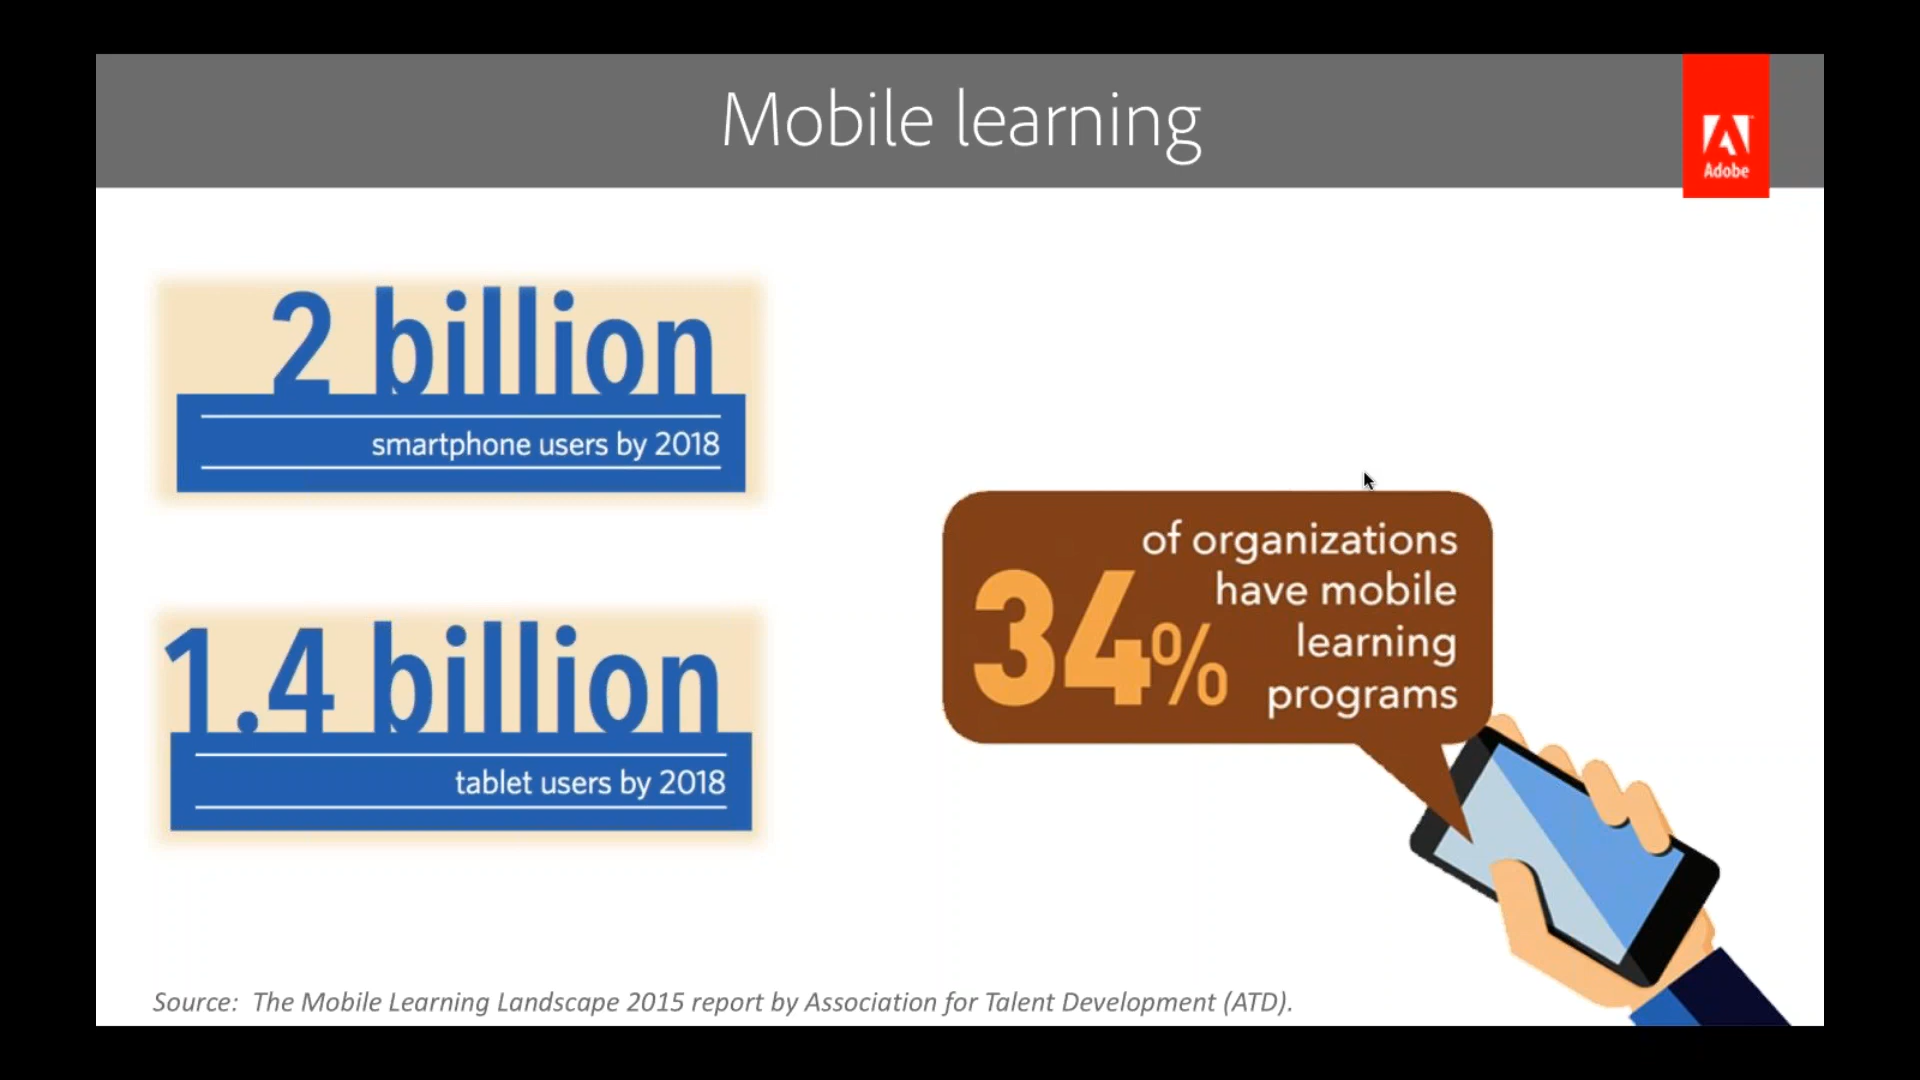 Mobile learning
Adobe
2 billion
smartphone users by 2018
1.4 billion
tablet users by 2018
34%
of organizations
have mobile
learning
programs
Source:  The Mobile Learning Landscape 2015 report by Association for Talent Development (ATD).